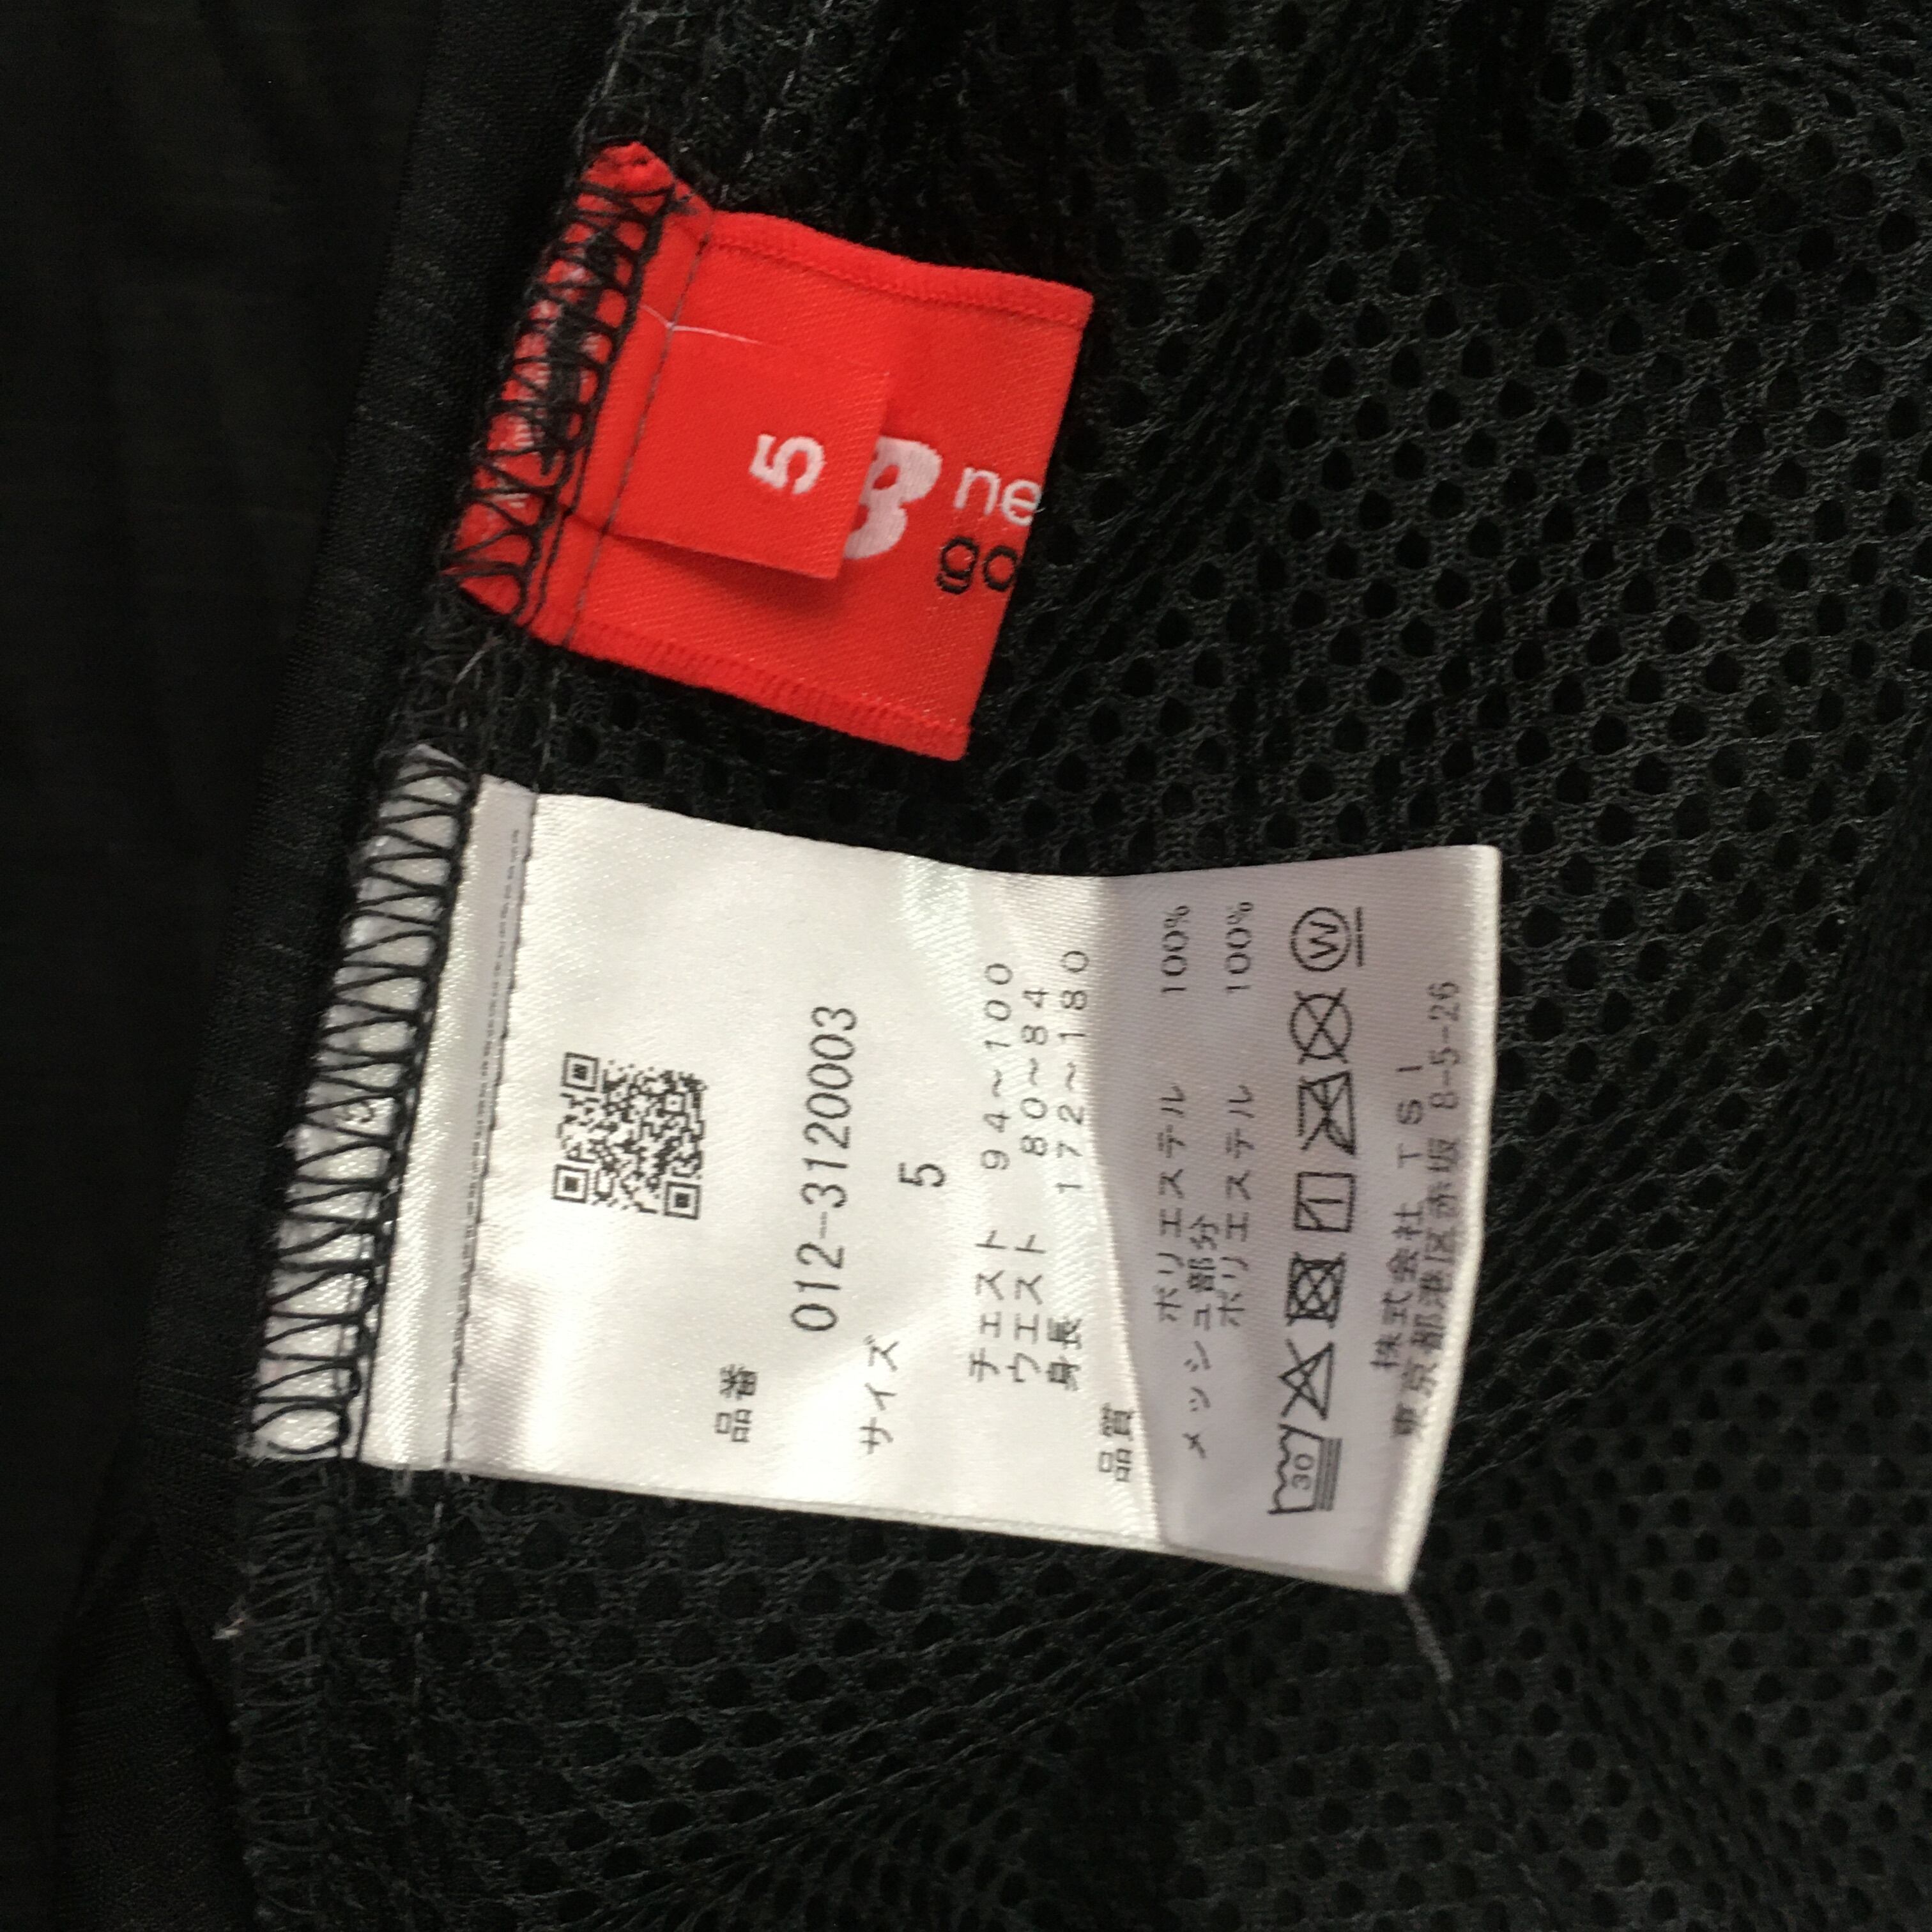 5
ne
go
品番
012-3120003
サイズ
5
チェスト 94～100
ウエスト 80～84
身長 172～180
品質
ポリエステル 100%
メッシュ部分
ポリエステル 100%
30
W
株式会社 TSI
東京都港区赤坂 8-5-26